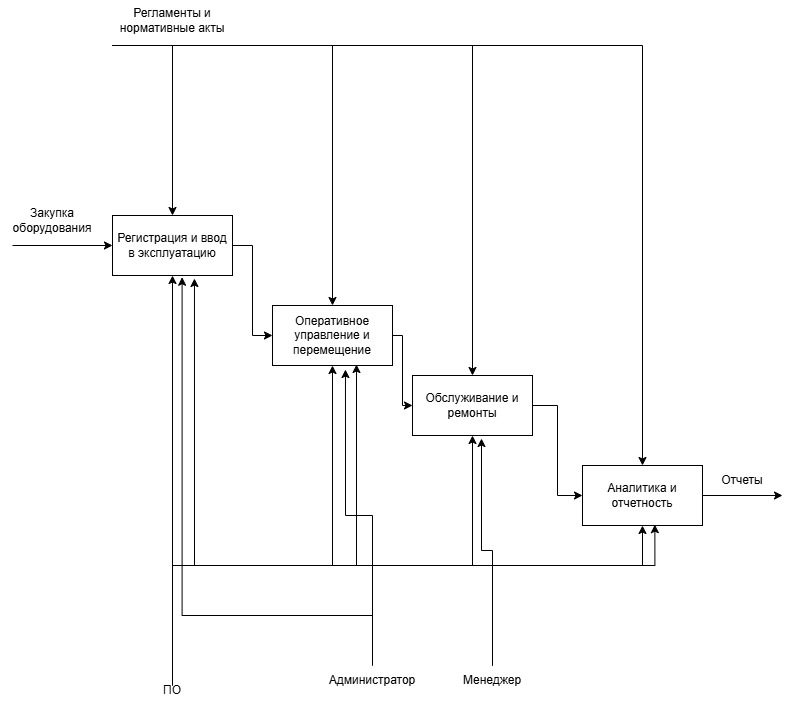 Регламенты и
нормативные акты
Закупка
оборудования
Регистрация и ввод
в эксплуатацию
Оперативное
управление и
перемещение
Обслуживание и
ремонты
Аналитика и
отчетность
Отчеты
ПО
Администратор
Менеджер